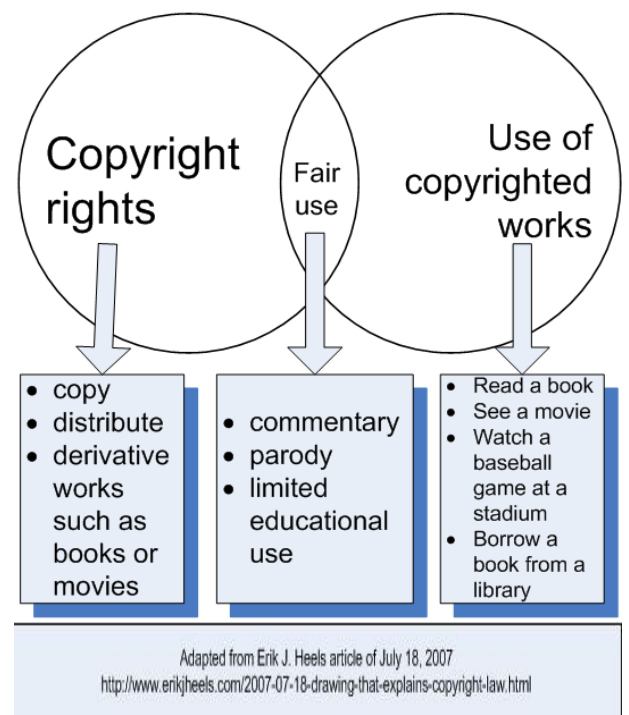 Copyright
rights
Fair
use
Use of
copyrighted
works
• copy
• distribute
• derivative
works
such as
books or
movies
• commentary
• parody
• limited
educational
use
• Read a book
• See a movie
• Watch a
baseball
game at a
stadium
• Borrow a
book from a
library
Adapted from Erik J. Heels article of July 18, 2007
http://www.erikjheels.com/2007-07-18-drawing-that-explains-copyright-law.html